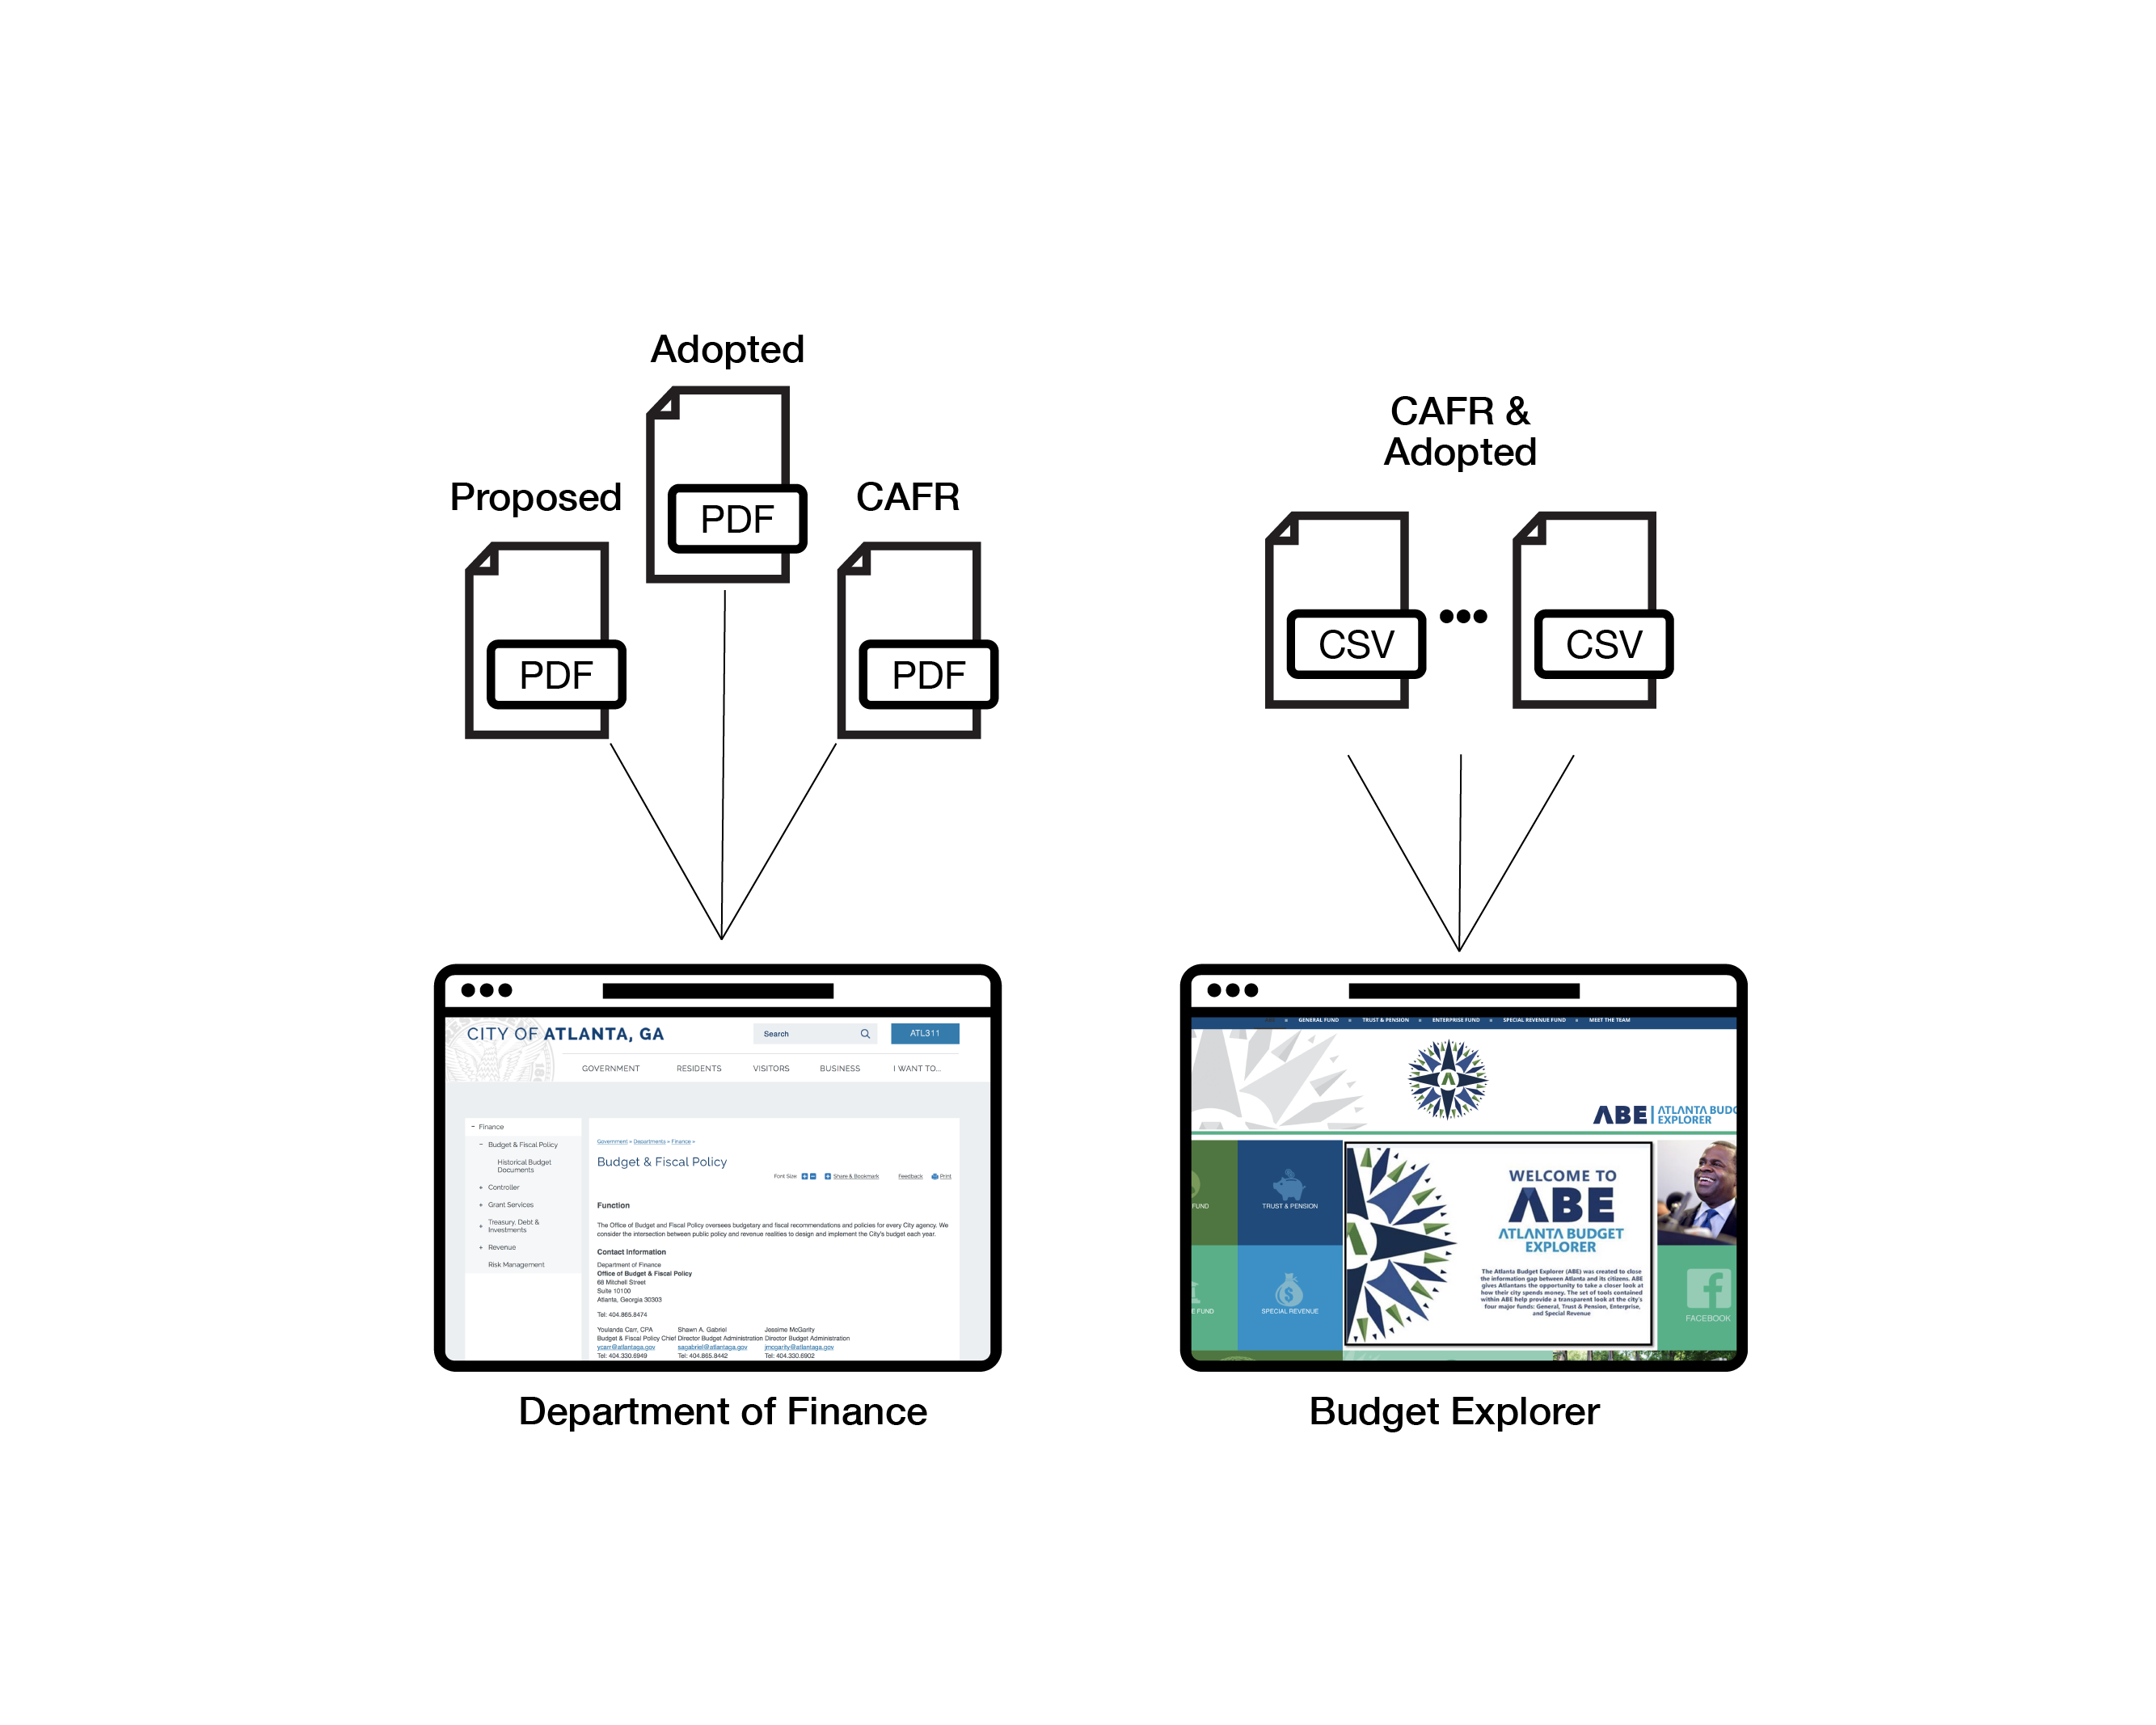 Adopted
PDF
Proposed
PDF
CAFR
PDF
CAFR &
Adopted
CSV
CSV
CITY OF ATLANTA, GA
Search
ATL311
GOVERNMENT RESIDENTS VISITORS BUSINESS I WANT TO...
− Finance
− Budget & Fiscal Policy
Historical Budget
Documents
+ Controller
+ Grant Services
+ Treasury, Debt &
Investments
+ Revenue
Risk Management
Government » Departments » Finance »
Budget & Fiscal Policy
Font Size + − + Share & Bookmark Feedback Print
Function
The Office of Budget and Fiscal Policy oversees budgetary and fiscal recommendations and policies for every City agency. We
consider the intersection between public policy and revenue realities to design and implement the City's budget each year.
Contact Information
Department of Finance
Office of Budget & Fiscal Policy
68 Mitchell Street
Suite 10100
Atlanta, Georgia 30303
Tel: 404.865.8474
Youlanda Carr, CPA Shawn A. Gabriel Jessime McGarity
Budget & Fiscal Policy Chief Director Budget Administration Director Budget Administration
ycarr@atlantaga.gov sagabriel@atlantaga.gov jmcgarity@atlantaga.gov
Tel: 404.330.6949 Tel: 404.865.8442 Tel: 404.330.6902
Department of Finance
GENERAL FUND TRUST & PENSION ENTERPRISE FUND SPECIAL REVENUE FUND MEET THE TEAM
ABE | ATLANTA BUDG
EXPLORER
FUND
TRUST & PENSION
E FUND
SPECIAL REVENUE
WELCOME TO
ABE
ATLANTA BUDGET
EXPLORER
The Atlanta Budget Explorer (ABE) was created to close
the information gap between Atlanta and its citizens. ABE
gives Atlantans the opportunity to take a closer look at
how their city spends money. The set of tools contained
within ABE help provide a transparent look at the city's
four major funds: General, Trust & Pension, Enterprise,
and Special Revenue
FACEBOOK
Budget Explorer